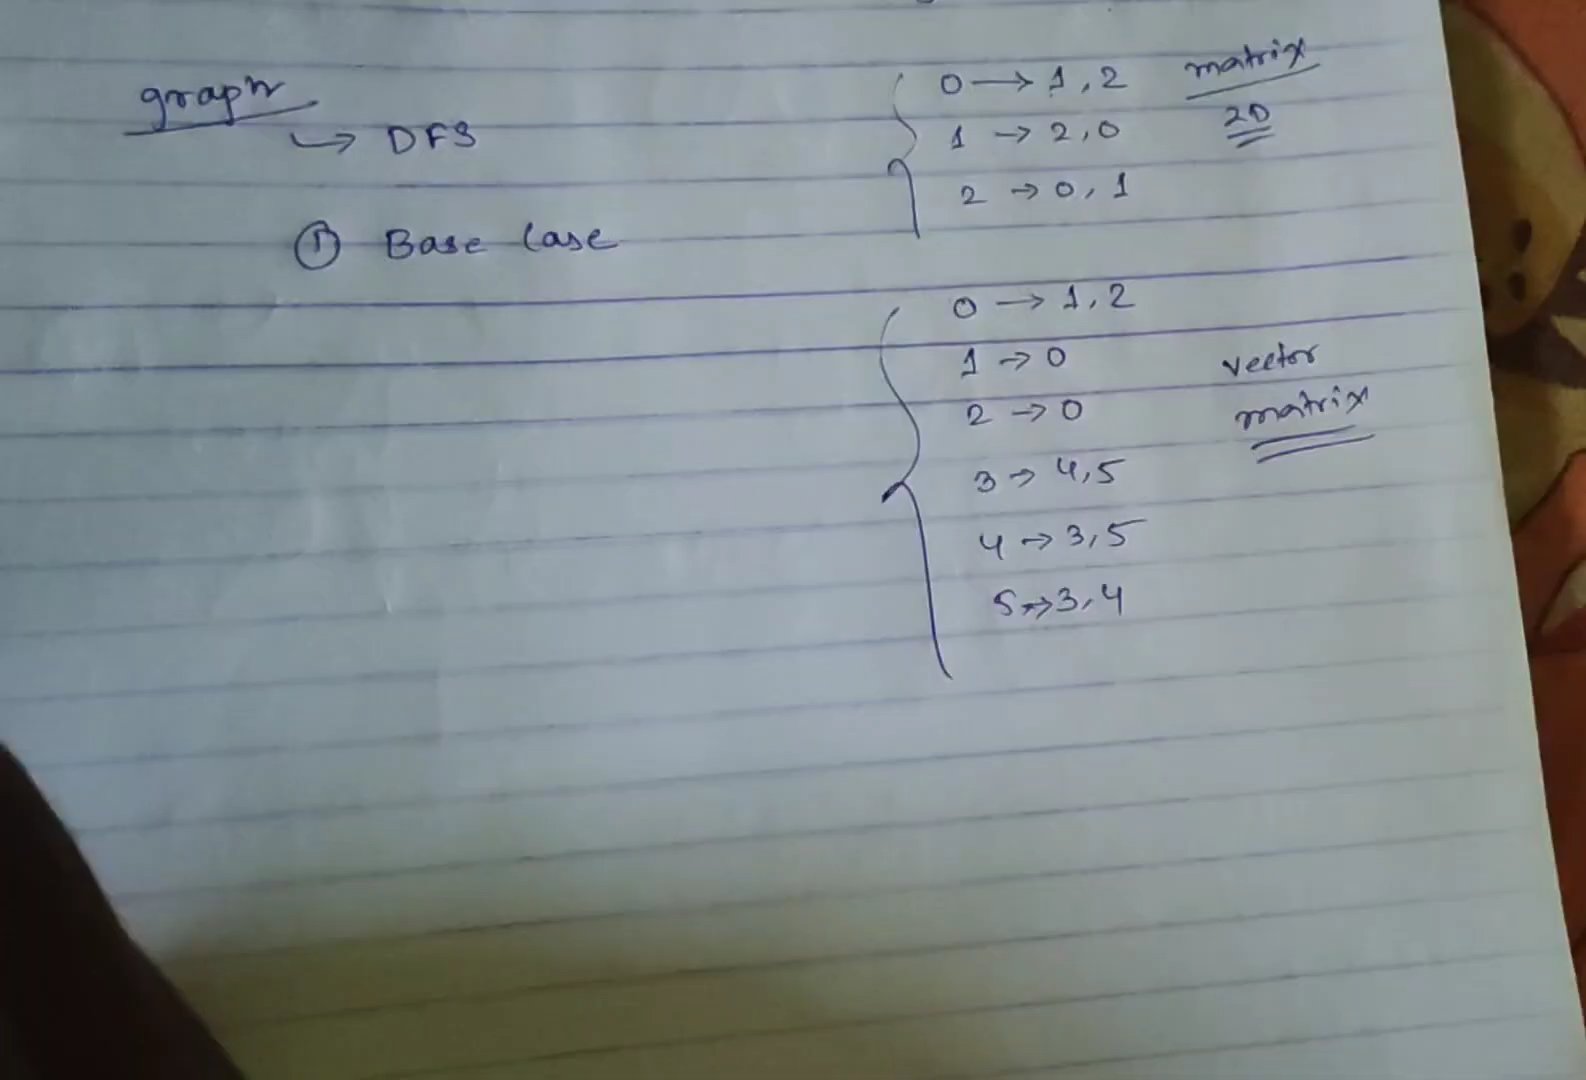 graph
↳ DFS
① Base Case
0 → 1, 2 matrix
1 → 2, 0 2D
2 → 0, 1
0 → 1, 2
1 → 0 vector
2 → 0 matrix
3 → 4, 5
4 → 3, 5
5 → 3, 4